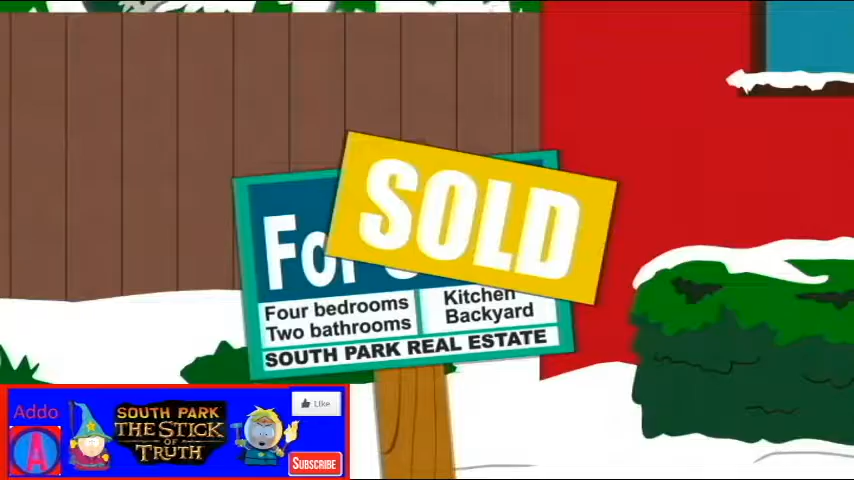 SOLD
For S
Four bedrooms
Two bathrooms
Kitchen
Backyard
SOUTH PARK REAL ESTATE
Addo
A
SOUTH PARK
THE STICK
OF
TRUTH
Like
SUBSCRIBE